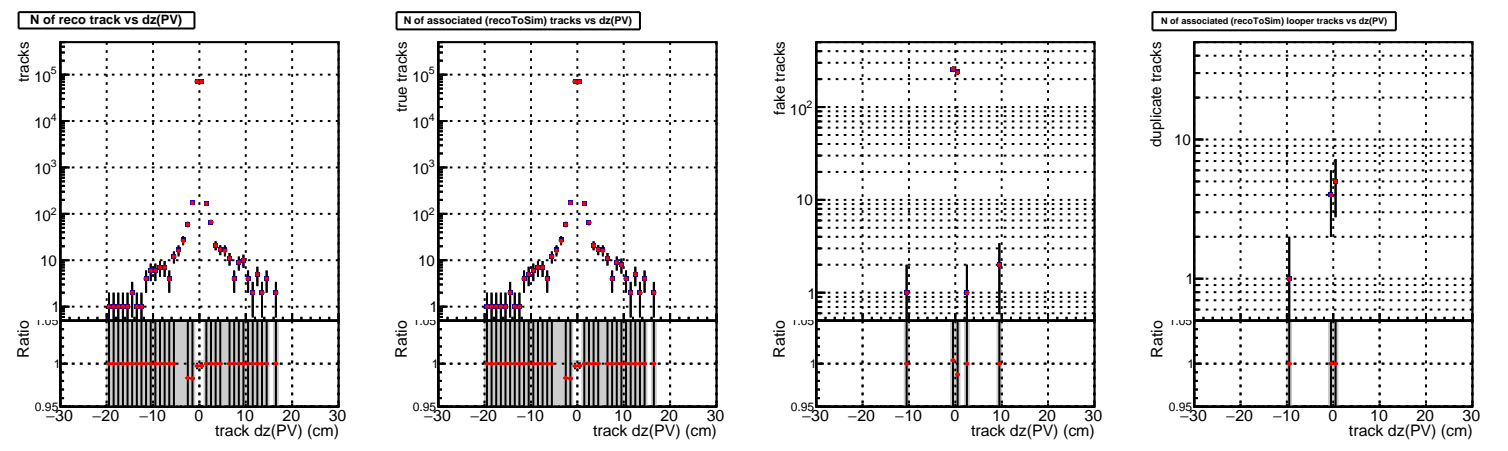 N of reco track vs dz(PV)
tracks
10^5
10^4
10^3
10^2
10
1
Ratio
1.05
1
0.95
−30 −20 −10 0 10 20 30
track dz(PV) (cm)
N of associated (recoToSim) tracks vs dz(PV)
true tracks
10^5
10^4
10^3
10^2
10
1
Ratio
1.05
1
0.95
−30 −20 −10 0 10 20 30
track dz(PV) (cm)
fake tracks
10^2
10
1
Ratio
1.05
1
0.95
−30 −20 −10 0 10 20 30
track dz(PV) (cm)
N of associated (recoToSim) looper tracks vs dz(PV)
duplicate tracks
10
1
Ratio
1.05
1
0.95
−30 −20 −10 0 10 20 30
track dz(PV) (cm)